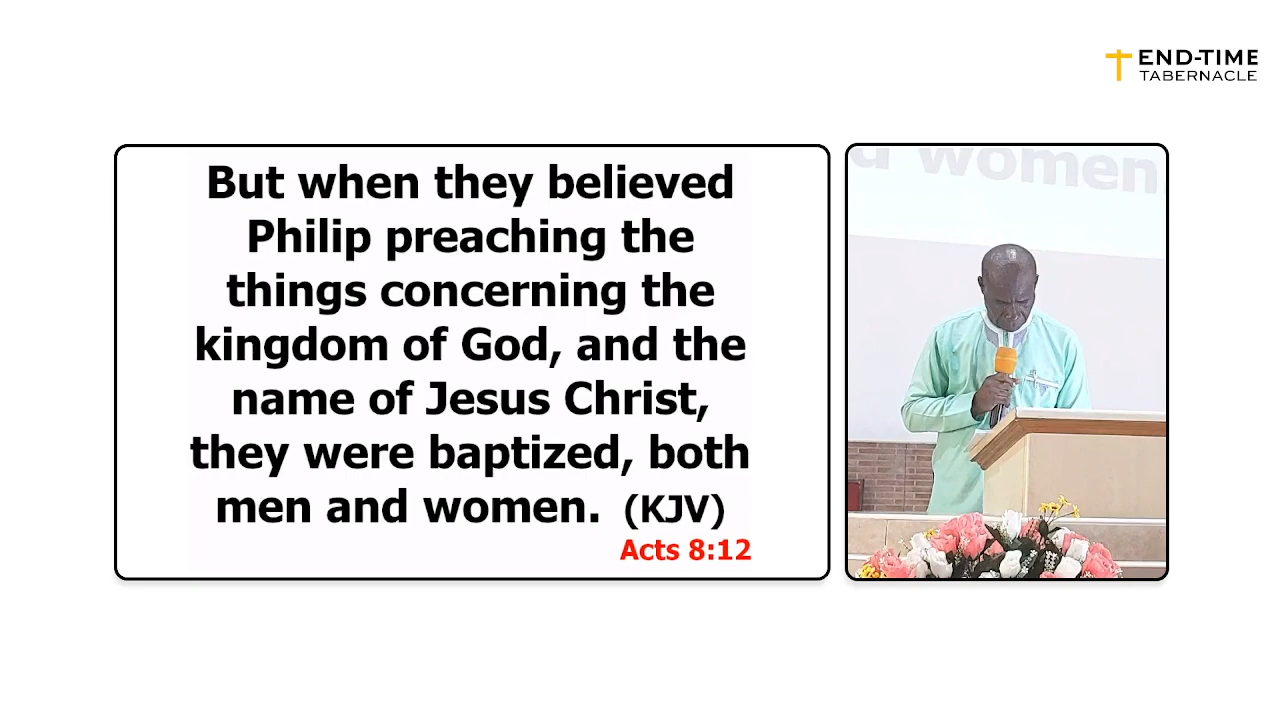 END-TIME
TABERNACLE
But when they believed
Philip preaching the
things concerning the
kingdom of God, and the
name of Jesus Christ,
they were baptized, both
men and women. (KJV)
Acts 8:12
women